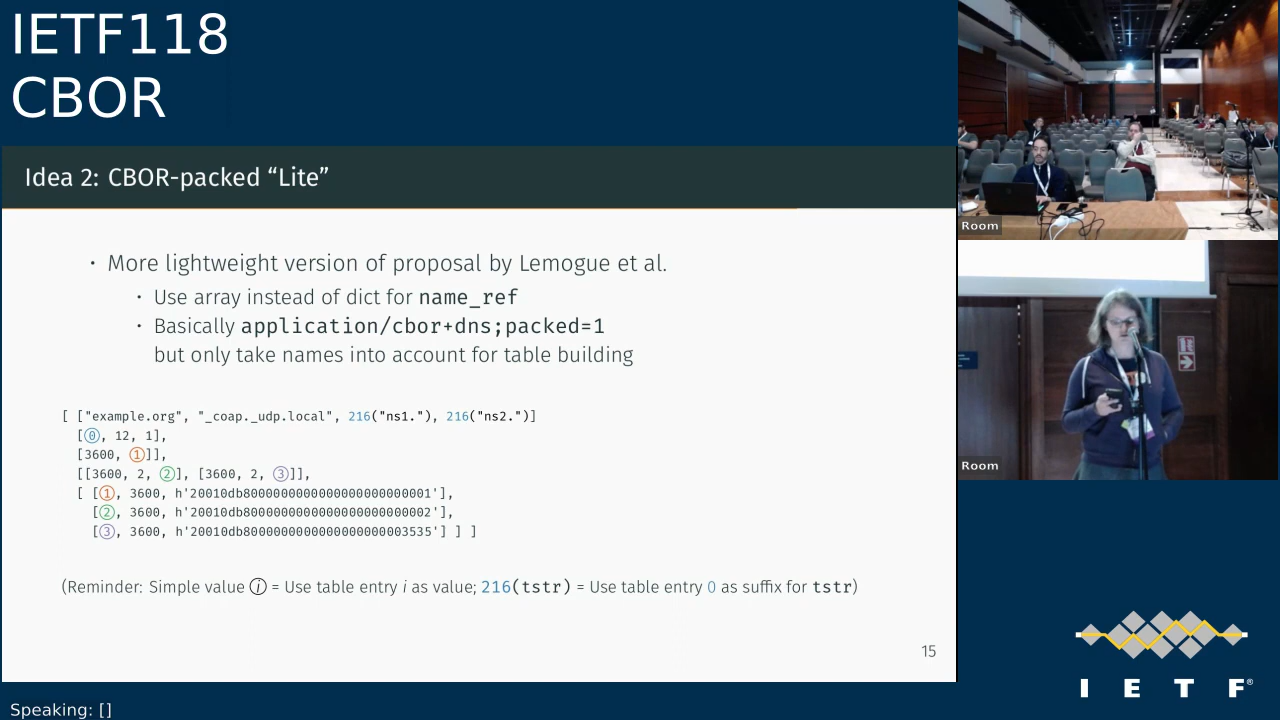 IETF118
CBOR
Idea 2: CBOR-packed “Lite”
• More lightweight version of proposal by Lemogue et al.
• Use array instead of dict for name_ref
• Basically application/cbor+dns;packed=1
but only take names into account for table building
[ ["example.org", "_coap._udp.local", 216("ns1."), 216("ns2.")]
[⓪, 12, 1],
[3600, ①]],
[[3600, 2, ②], [3600, 2, ③]],
[ [①, 3600, h'20010db8000000000000000000000001'],
[②, 3600, h'20010db8000000000000000000000002'],
[③, 3600, h'20010db8000000000000000000003535'] ] ]
(Reminder: Simple value ⓘ = Use table entry i as value; 216(tstr) = Use table entry 0 as suffix for tstr)
15
Room
Room
IETF®
Speaking: []